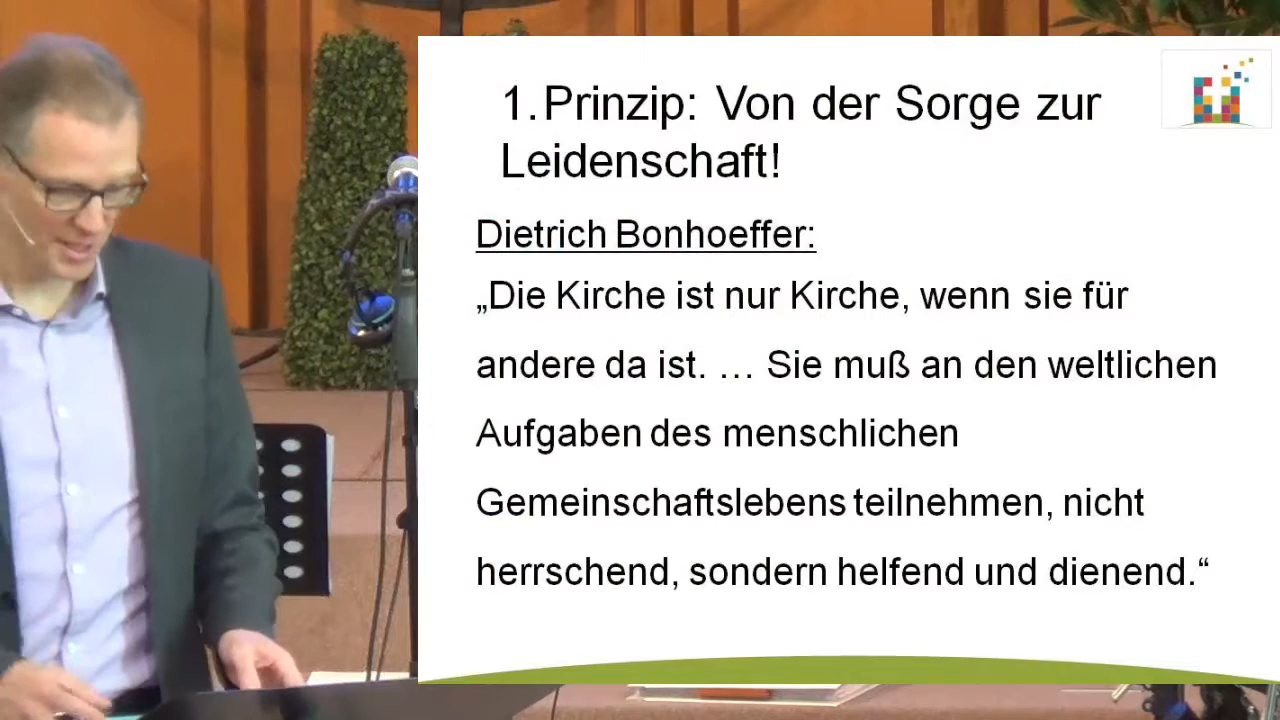 1. Prinzip: Von der Sorge zur
Leidenschaft!
Dietrich Bonhoeffer:
„Die Kirche ist nur Kirche, wenn sie für
andere da ist. … Sie muß an den weltlichen
Aufgaben des menschlichen
Gemeinschaftslebens teilnehmen, nicht
herrschend, sondern helfend und dienend.“